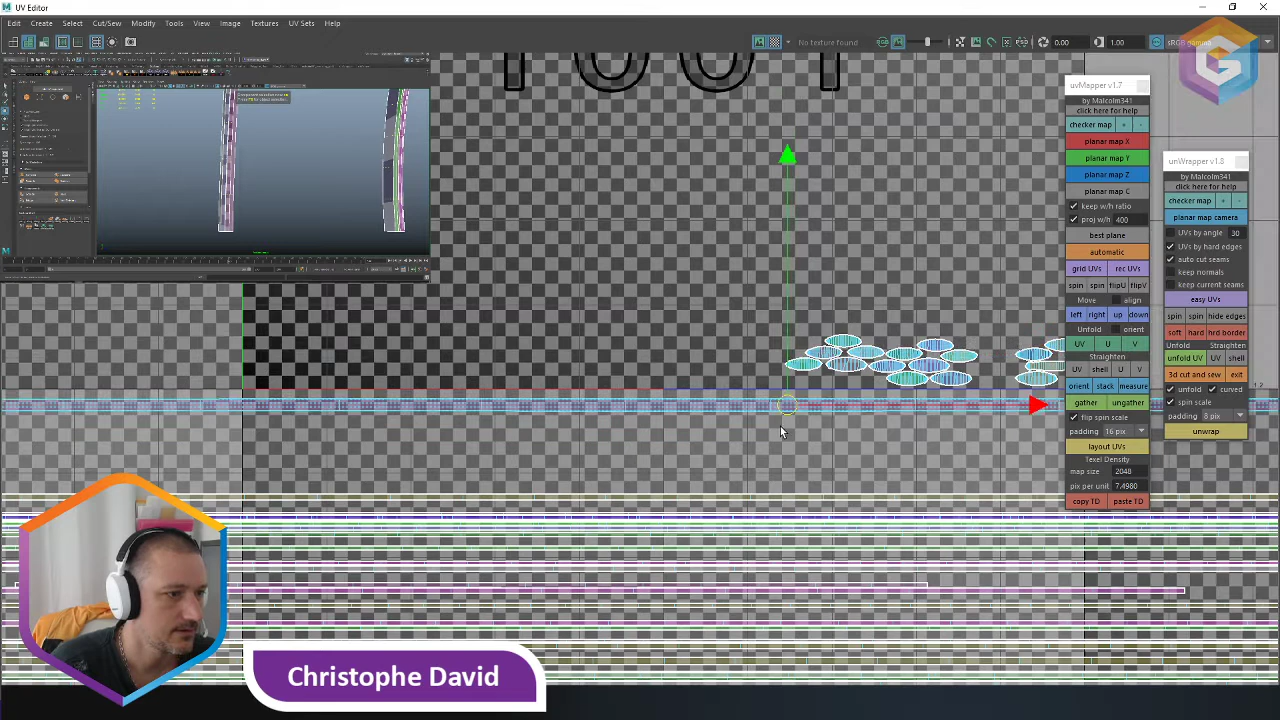 UV Editor
Edit Create Select Cut/Sew Modify Tools View Image Textures UV Sets Help
No texture found
0.00
1.00
sRGB gamma
uvMapper v1.7
by Malcolm341
click here for help
checker map + -
planar map X
planar map Y
planar map Z
planar map C
keep w/h ratio
proj w/h 400
best plane
automatic
grid UVs rec UVs
spin spin flipU flipV
Move align
left right up down
Unfold orient
UV U V
Straighten
UV shell U V
orient stack measure
gather ungather
flip spin scale
padding 16 pix
layout UVs
Texel Density
map size 2048
pix per unit 7.4980
copy TD paste TD
unWrapper v1.8
by Malcolm341
click here for help
checker map + -
planar map camera
UVs by angle 30
UVs by hard edges
auto cut seams
keep normals
keep current seams
easy UVs
spin spin hide edges
soft hard hrd border
Unfold Straighten
unfold UV UV shell
3d cut and sew exit
unfold curved
spin scale
padding 8 pix
unwrap
1.2
G
Christophe David